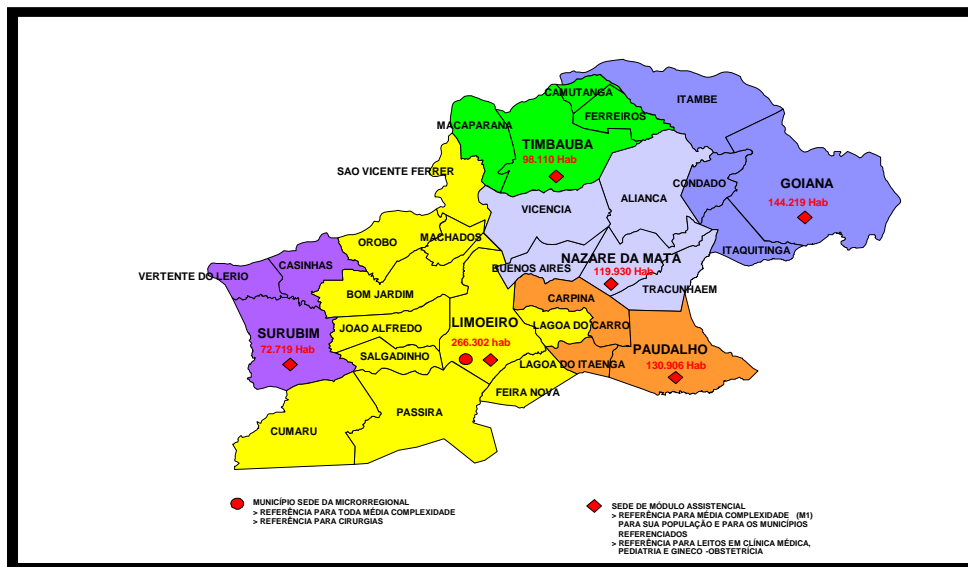 CAMUTANGA
ITAMBE
FERREIROS
MACAPARANA
TIMBAUBA
98.110 Hab
SAO VICENTE FERRER
CONDADO
GOIANA
144.219 Hab
ALIANCA
VICENCIA
MACHADOS
OROBO
ITAQUITINGA
NAZARE DA MATA
119.930 Hab
BUENOS AIRES
CASINHAS
VERTENTE DO LERIO
TRACUNHAEM
BOM JARDIM
CARPINA
LIMOEIRO
266.302 hab
LAGOA DO CARRO
JOAO ALFREDO
SURUBIM
72.719 Hab
PAUDALHO
130.906 Hab
SALGADINHO
LAGOA DO ITAENGA
FEIRA NOVA
PASSIRA
CUMARU
MUNICÍPIO SEDE DA MICRORREGIONAL
> REFERÊNCIA PARA TODA MÉDIA COMPLEXIDADE
> REFERÊNCIA PARA CIRURGIAS
SEDE DE MÓDULO ASSISTENCIAL
> REFERÊNCIA PARA MÉDIA COMPLEXIDADE (M1)
PARA SUA POPULAÇÃO E PARA OS MUNICÍPIOS
REFERENCIADOS
> REFERÊNCIA PARA LEITOS EM CLÍNICA MÉDICA,
PEDIATRIA E GINECO -OBSTETRÍCIA